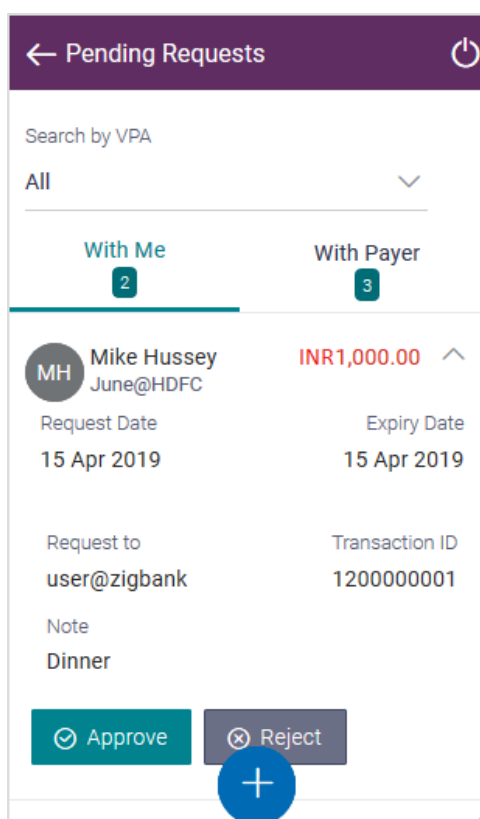 Pending Requests
Search by VPA
All
With Me With Payer
2 3
MH Mike Hussey INR1,000.00
June@HDFC
Request Date Expiry Date
15 Apr 2019 15 Apr 2019
Request to Transaction ID
user@zigbank 1200000001
Note
Dinner
Approve Reject